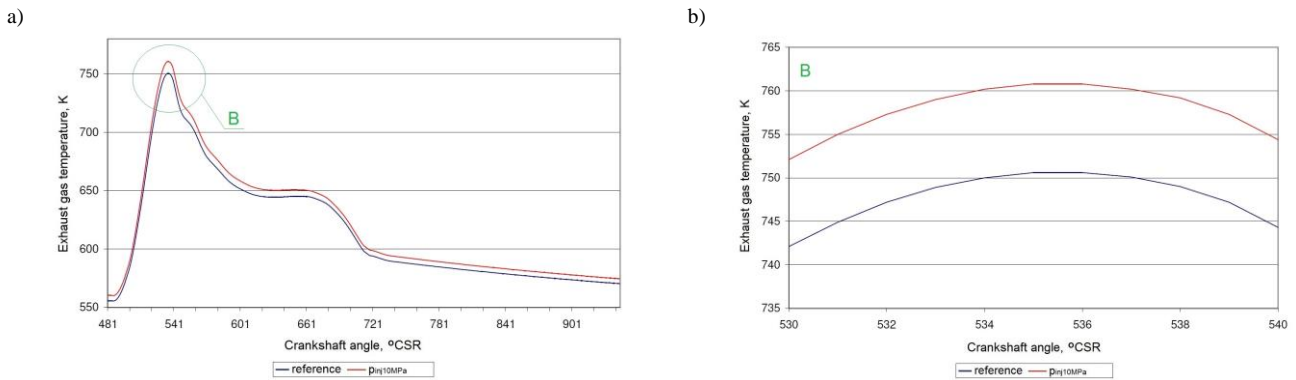 a)
b)
Exhaust gas temperature, K
750
700
650
600
550
B
481 541 601 661 721 781 841 901
Crankshaft angle, ºCSR
reference pinj10MPa
Exhaust gas temperature, K
765
760
755
750
745
740
735
B
530 532 534 536 538 540
Crankshaft angle, ºCSR
reference pinj10MPa